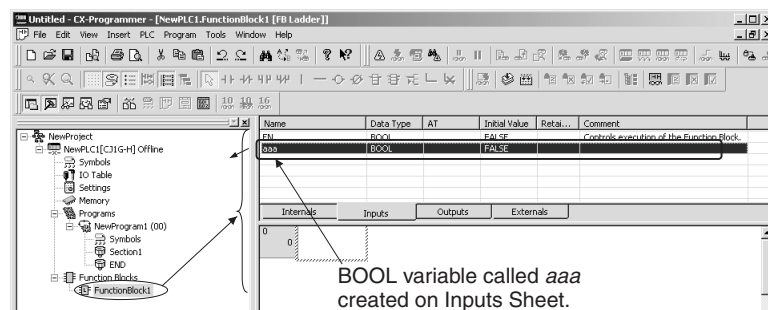 Untitled - CX-Programmer - [NewPLC1.FunctionBlock1 [FB Ladder]]
File Edit View Insert PLC Program Tools Window Help
10 10 16
NewProject
NewPLC1[CJ1G-H] Offline
Symbols
IO Table
Settings
Memory
Programs
NewProgram1 (00)
Symbols
Section1
END
Function Blocks
FunctionBlock1
Name Data Type AT Initial Value Retai... Comment
EN BOOL FALSE Controls execution of the Function Block.
aaa BOOL FALSE
Internals Inputs Outputs Externals
0
0
BOOL variable called aaa
created on Inputs Sheet.